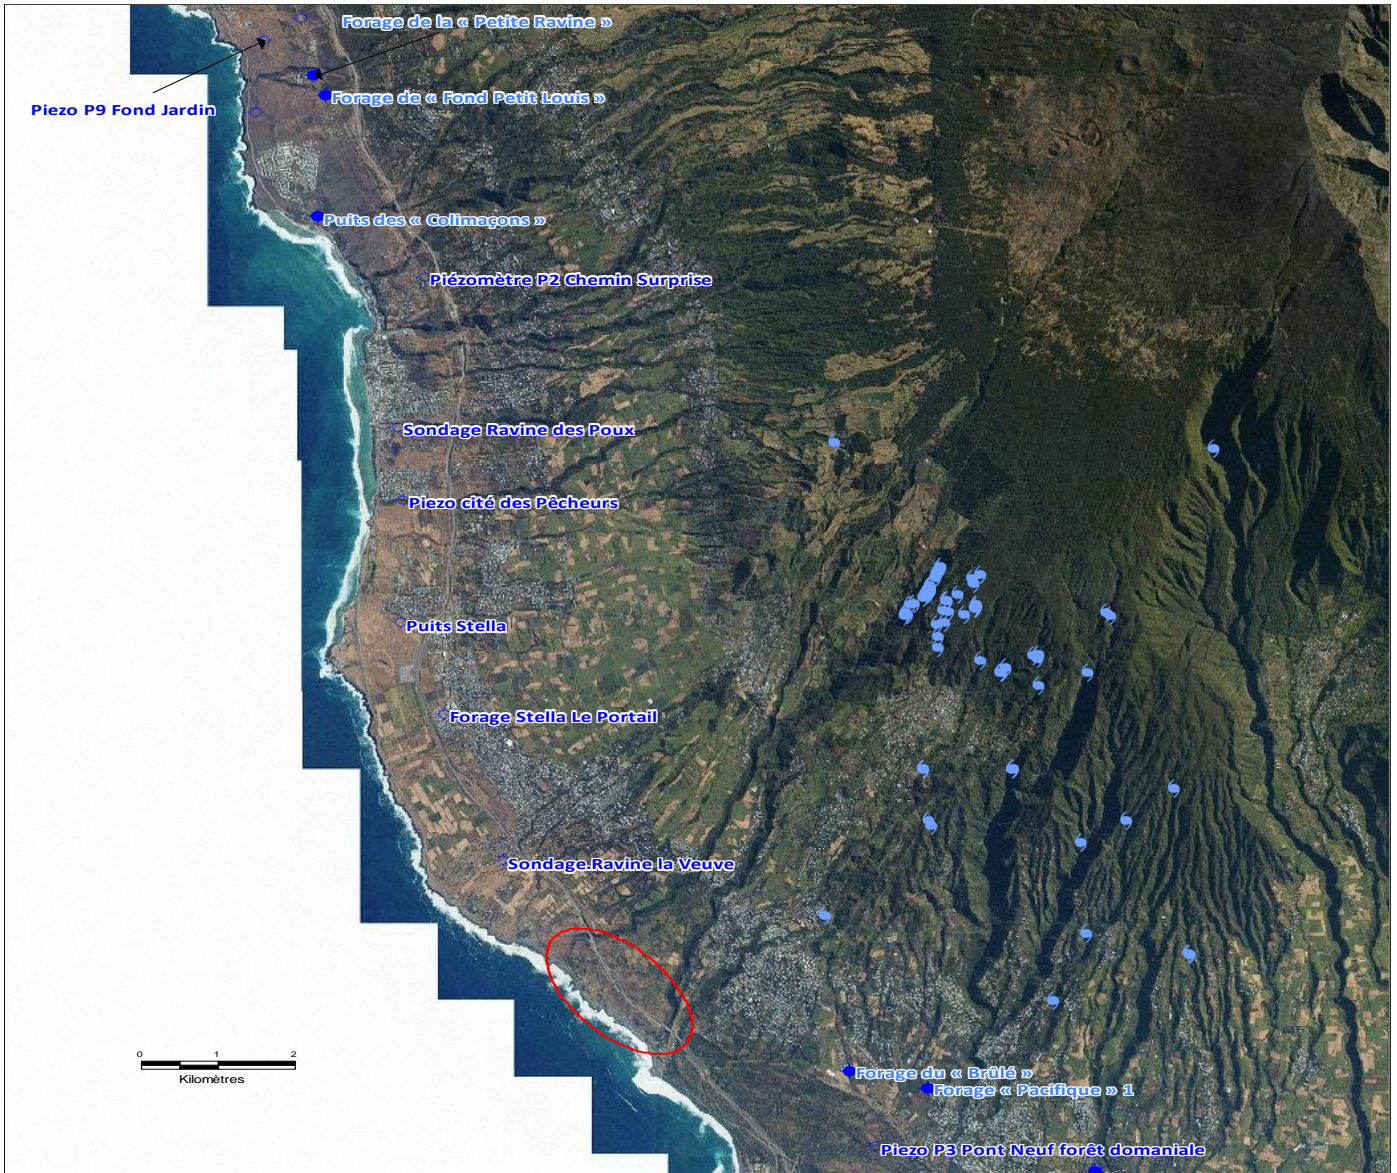 Forage de la « Petite Ravine »
Forage de « Fond Petit Louis »
Piezo P9 Fond Jardin
Puits des « Colimaçons »
Piézomètre P2 Chemin Surprise
Sondage Ravine des Poux
Piezo cité des Pêcheurs
Puits Stella
Forage Stella Le Portail
Sondage Ravine la Veuve
0 1 2
Kilomètres
Forage du « Brûlé »
Forage « Pacifique » 1
Piezo P3 Pont Neuf forêt domaniale